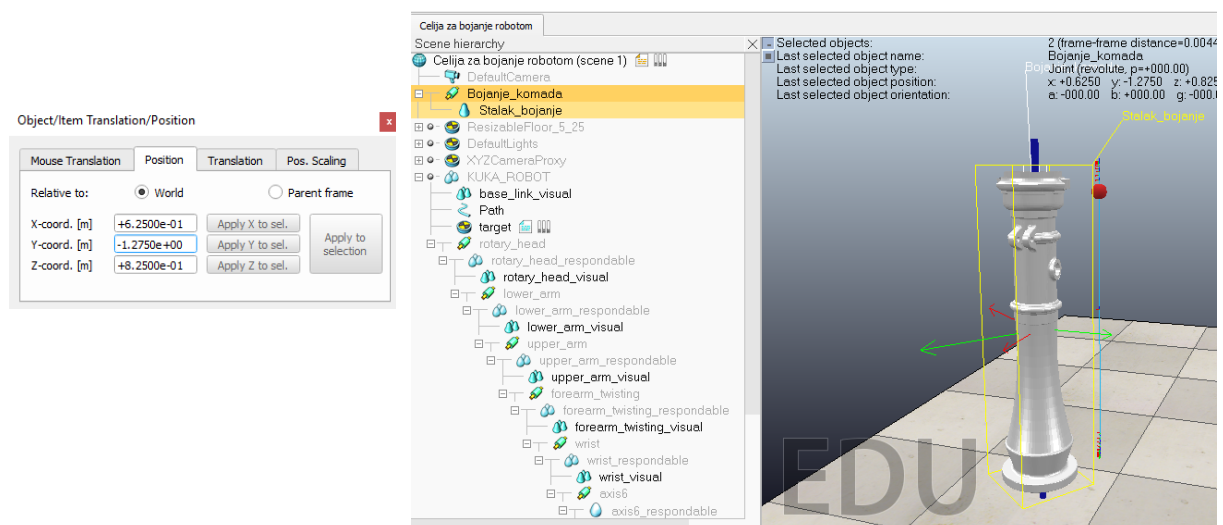 Object/Item Translation/Position
x
Mouse Translation Position Translation Pos. Scaling
Relative to: World Parent frame
X-coord. [m] +6.2500e-01 Apply X to sel.
Y-coord. [m] -1.2750e+00 Apply Y to sel.
Z-coord. [m] +8.2500e-01 Apply Z to sel.
Apply to
selection
Celija za bojanje robotom
Scene hierarchy
Celija za bojanje robotom (scene 1)
DefaultCamera
Bojanje_komada
Stalak_bojanje
ResizableFloor_5_25
DefaultLights
XYZCameraProxy
KUKA_ROBOT
base_link_visual
Path
target
rotary_head
rotary_head_respondable
rotary_head_visual
lower_arm
lower_arm_respondable
lower_arm_visual
upper_arm
upper_arm_respondable
upper_arm_visual
forearm_twisting
forearm_twisting_respondable
forearm_twisting_visual
wrist
wrist_respondable
wrist_visual
axis6
axis6_respondable
Selected objects: 2 (frame-frame distance=0.0044
Last selected object name: Bojanje_komada
Last selected object type: Joint (revolute, p=+000.00)
Last selected object position: x: +0.6250 y: -1.2750 z: +0.825
Last selected object orientation: a: -000.00 b: +000.00 g: -000.0
Stalak_bojanje
EDU